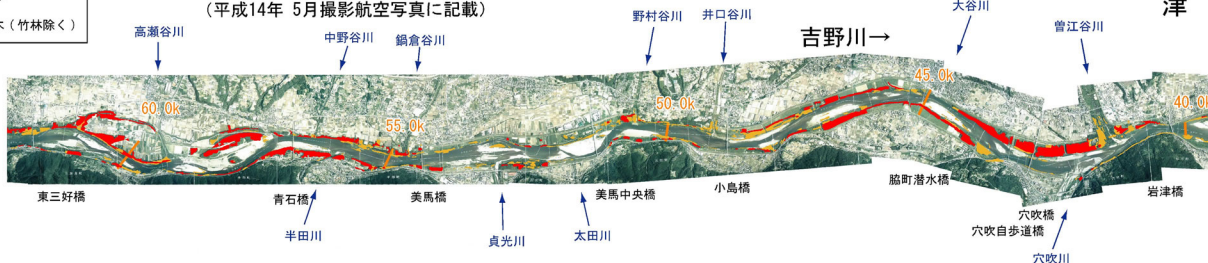 (平成14年 5月撮影航空写真に記載)
木(竹林除く)
津
吉野川→
高瀬谷川
中野谷川
鍋倉谷川
野村谷川
井口谷川
大谷川
曽江谷川
60.0k
55.0k
50.0k
45.0k
40.0
東三好橋
青石橋
美馬橋
美馬中央橋
小島橋
脇町潜水橋
穴吹橋
穴吹自歩道橋
岩津橋
半田川
貞光川
太田川
穴吹川